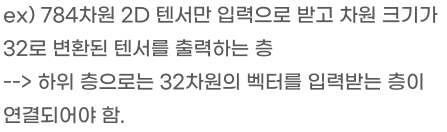 ex) 784차원 2D 텐서만 입력으로 받고 차원 크기가
32로 변환된 텐서를 출력하는 층
--> 하위 층으로는 32차원의 벡터를 입력받는 층이
연결되어야 함.